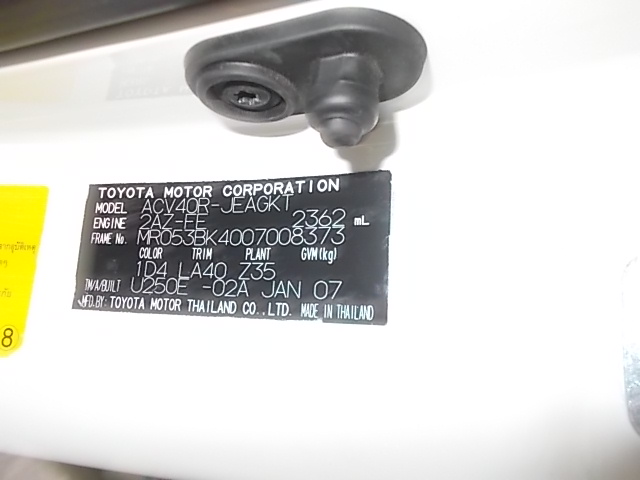 TOYOTA MOTOR CORPORATION
MODEL ACV40R-JEAGKT
ENGINE 2AZ-FE 2362 mL
FRAME No. MR053BK4007008373
COLOR TRIM PLANT GVM(kg)
1D4 LA40 Z35
TM/A/BUILT U250E -02A JAN 07
MFD.BY: TOYOTA MOTOR THAILAND CO.,LTD. MADE IN THAILAND
8